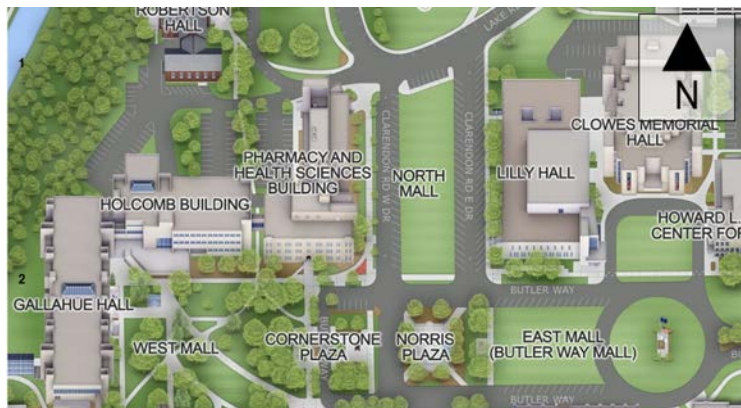 ROBERTSON
HALL
LAKE R
1
N
CLARENDON RD W DR
CLARENDON RD E DR
CLOWES MEMORIAL
HALL
PHARMACY AND
HEALTH SCIENCES
BUILDING
NORTH
MALL
LILLY HALL
HOLCOMB BUILDING
HOWARD L.
CENTER FOR
2
BUTLER WAY
GALLAHUE HALL
WEST MALL
CORNERSTONE
PLAZA
NORRIS
PLAZA
EAST MALL
(BUTLER WAY MALL)
BUTLER WAY